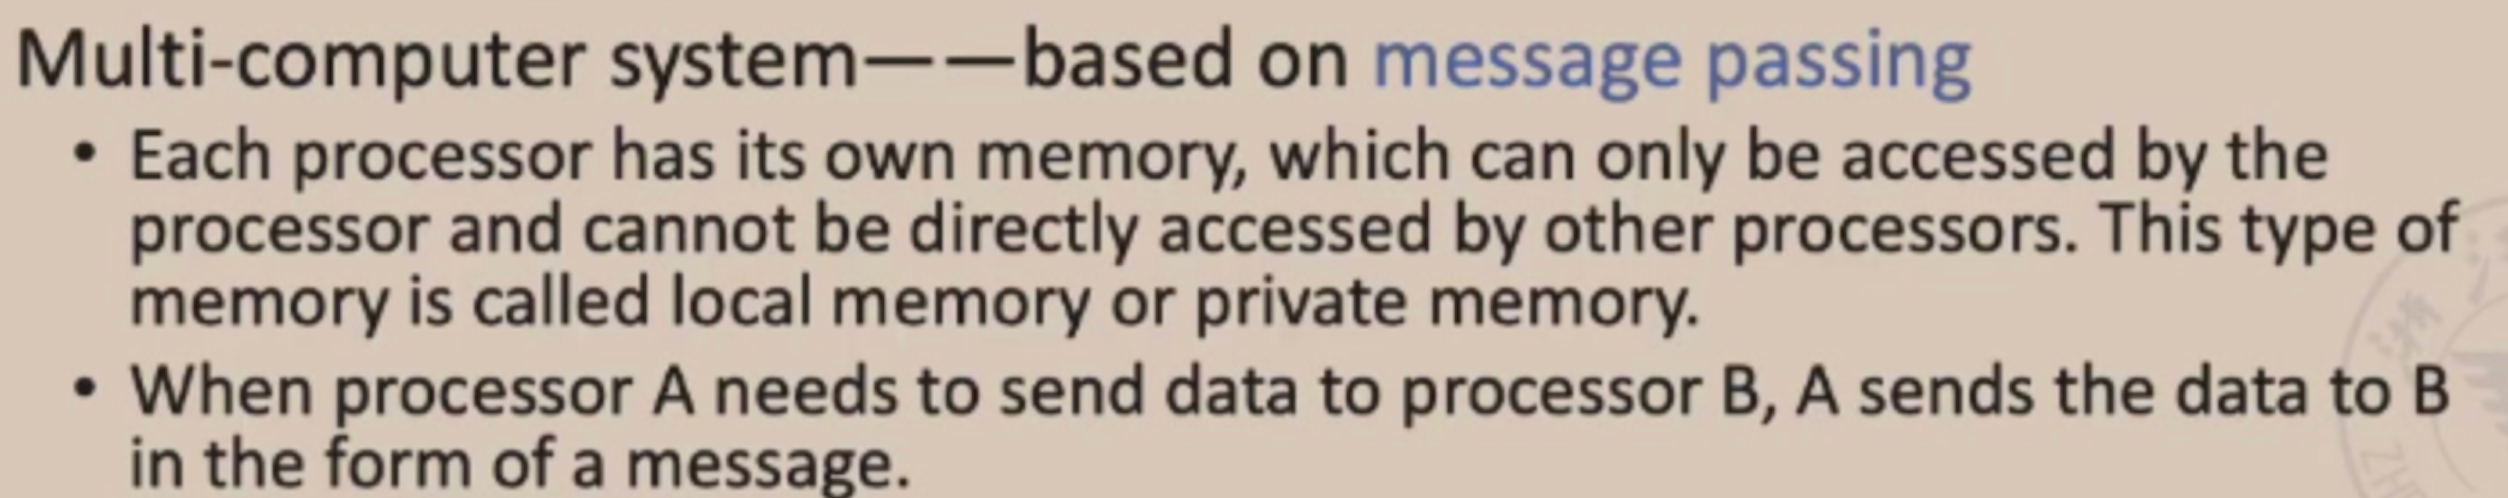 Multi-computer system——based on message passing
• Each processor has its own memory, which can only be accessed by the
processor and cannot be directly accessed by other processors. This type of
memory is called local memory or private memory.
• When processor A needs to send data to processor B, A sends the data to B
in the form of a message.